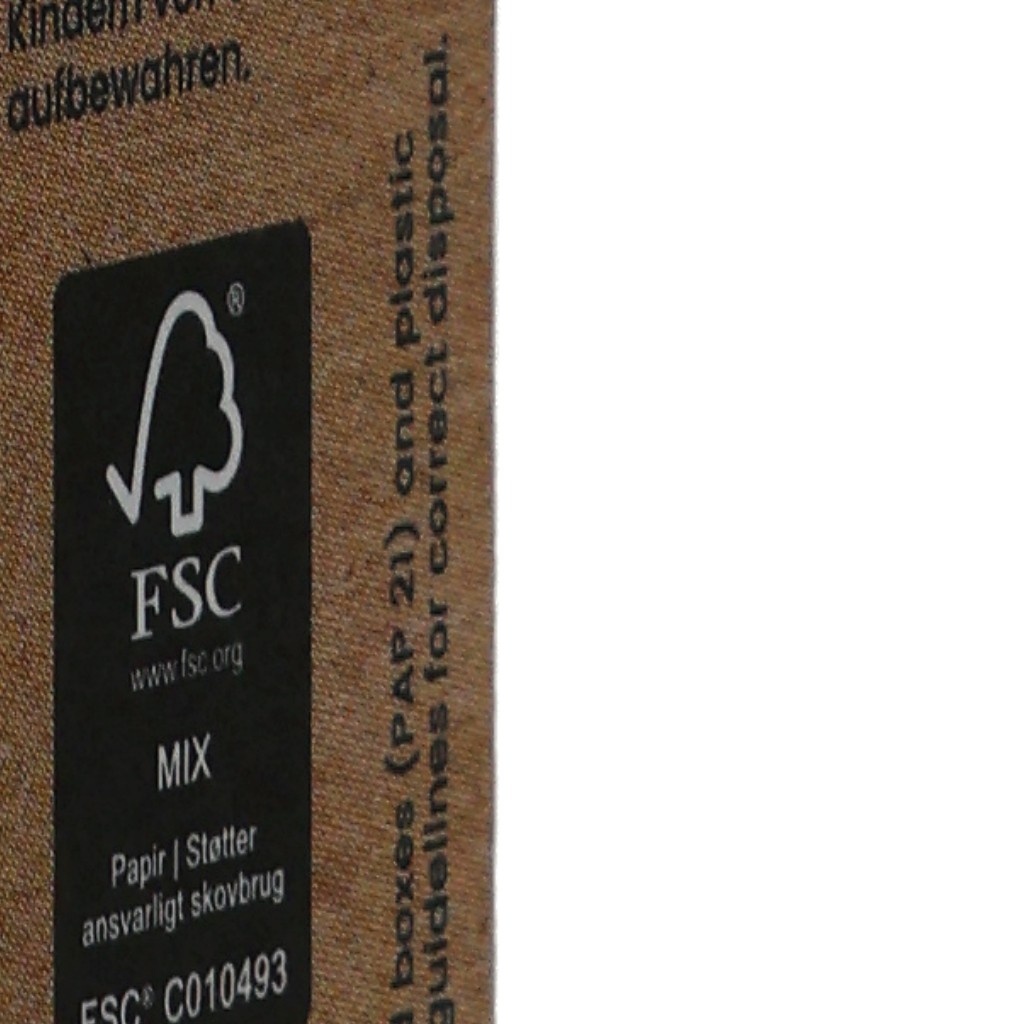 aufbewahren.
®
FSC
www.fsc.org
MIX
Papir | Støtter
ansvarligt skovbrug
FSC® C010493
boxes (PAP 21) and plastic
guidelines for correct disposal.